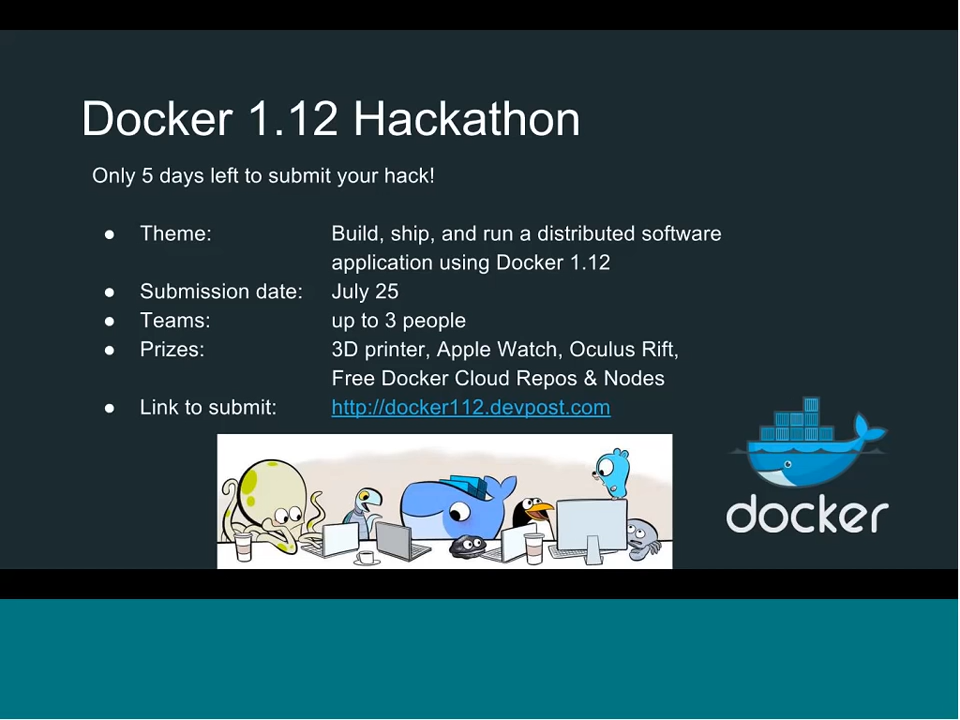 Docker 1.12 Hackathon
Only 5 days left to submit your hack!
● Theme: Build, ship, and run a distributed software
application using Docker 1.12
● Submission date: July 25
● Teams: up to 3 people
● Prizes: 3D printer, Apple Watch, Oculus Rift,
Free Docker Cloud Repos & Nodes
● Link to submit: http://docker112.devpost.com
docker